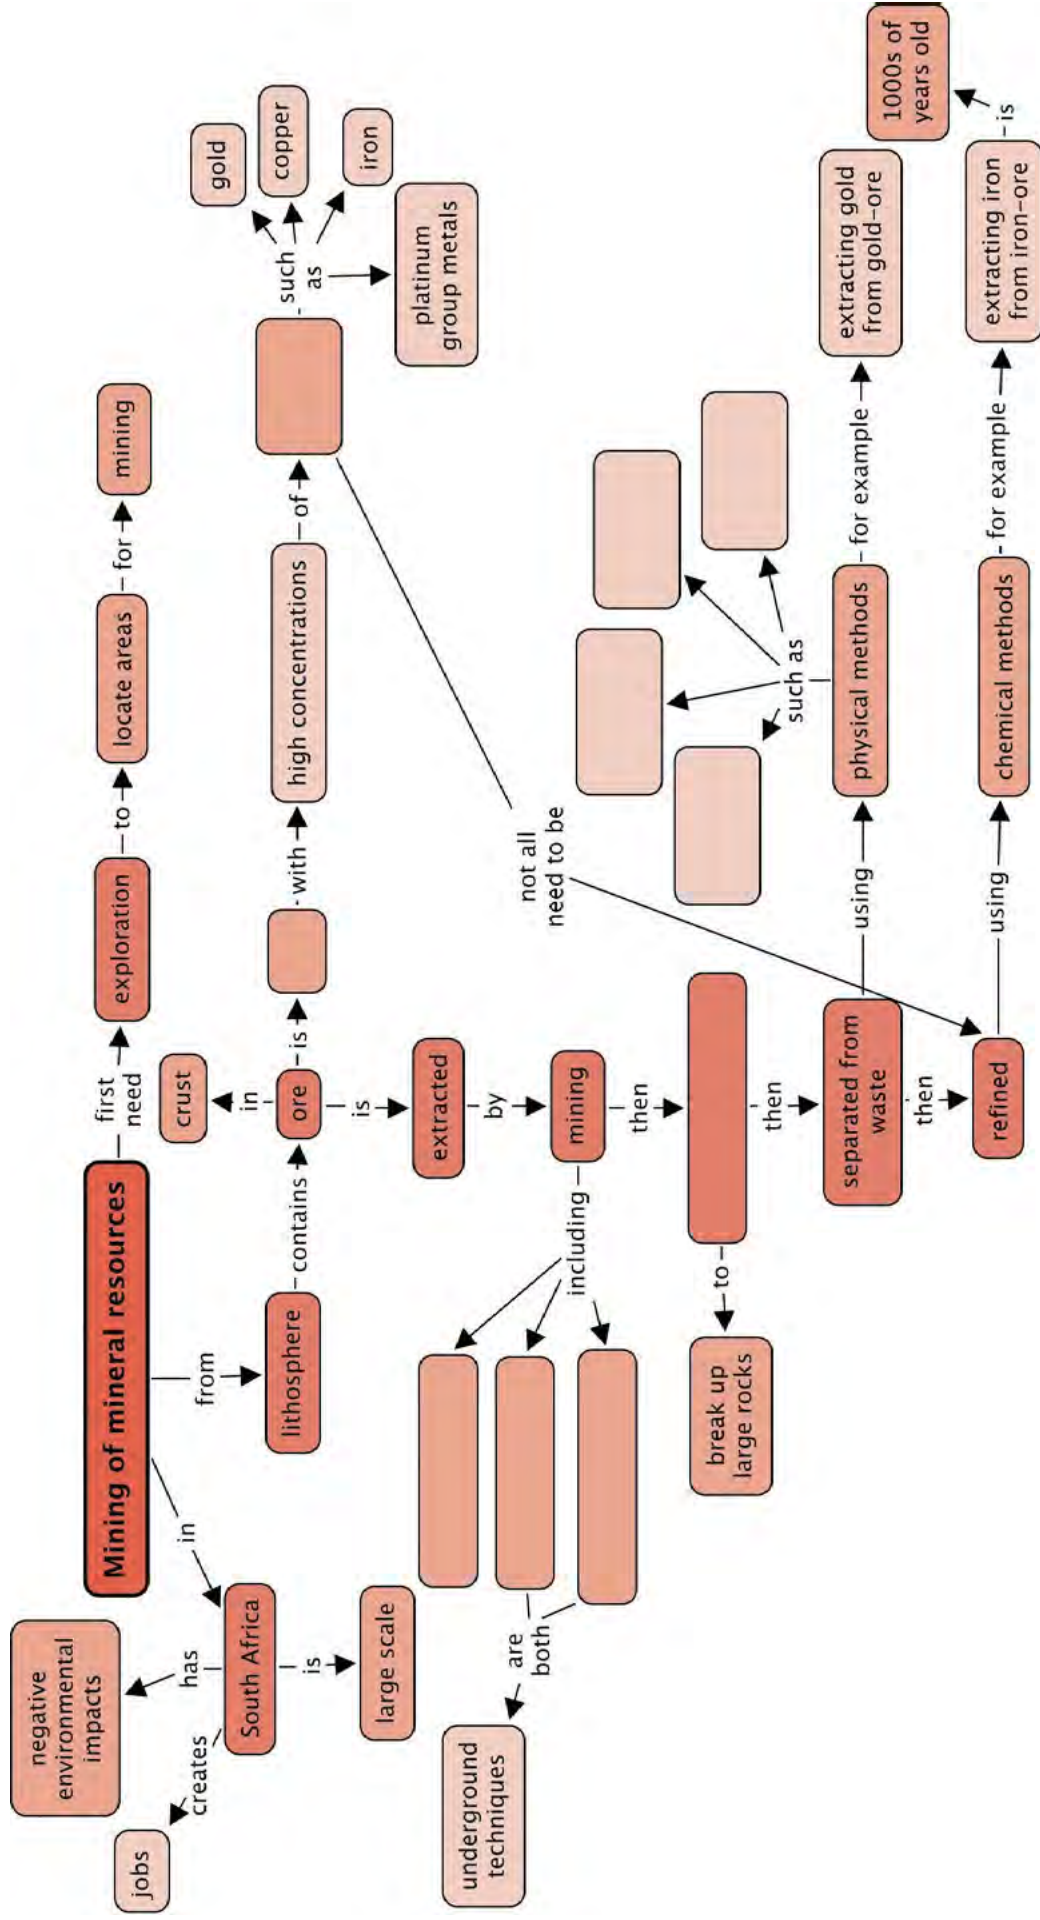 Mining of mineral resources
first
need
exploration
to
locate areas
for
mining
in
from
negative
environmental
impacts
has
creates
jobs
South Africa
is
large scale
lithosphere
contains
ore
in
crust
is
with
high concentrations
of
such
as
gold
copper
iron
platinum
group metals
not all
need to be
is
extracted
by
mining
including
are
both
underground
techniques
then
to
break up
large rocks
then
separated from
waste
using
physical methods
such as
for example
extracting gold
from gold-ore
then
refined
using
chemical methods
for example
extracting iron
from iron-ore
is
1000s of
years old